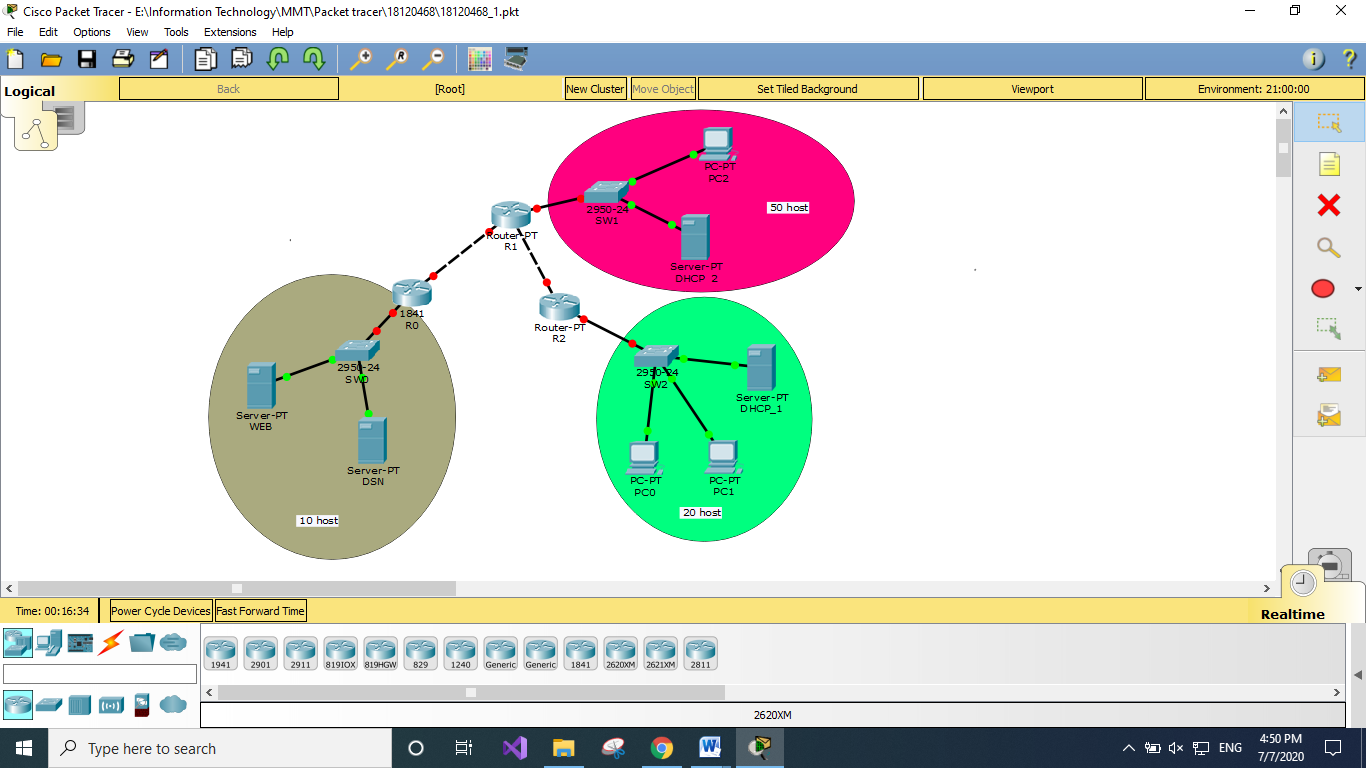 Cisco Packet Tracer - E:\Information Technology\MMT\Packet tracer\18120468\18120468_1.pkt
File Edit Options View Tools Extensions Help
Logical
Back
[Root]
New Cluster
Move Object
Set Tiled Background
Viewport
Environment: 21:00:00
PC-PT
PC2
2950-24
SW1
50 host
Router-PT
R1
Server-PT
DHCP_2
1841
R0
Router-PT
R2
2950-24
SW0
2950-24
SW2
Server-PT
WEB
Server-PT
DHCP_1
Server-PT
DSN
PC-PT
PC0
PC-PT
PC1
10 host
20 host
Time: 00:16:34
Power Cycle Devices
Fast Forward Time
Realtime
1941
2901
2911
819IOX
819HGW
829
1240
Generic
Generic
1841
2620XM
2621XM
2811
2620XM
Type here to search
ENG
4:50 PM
7/7/2020